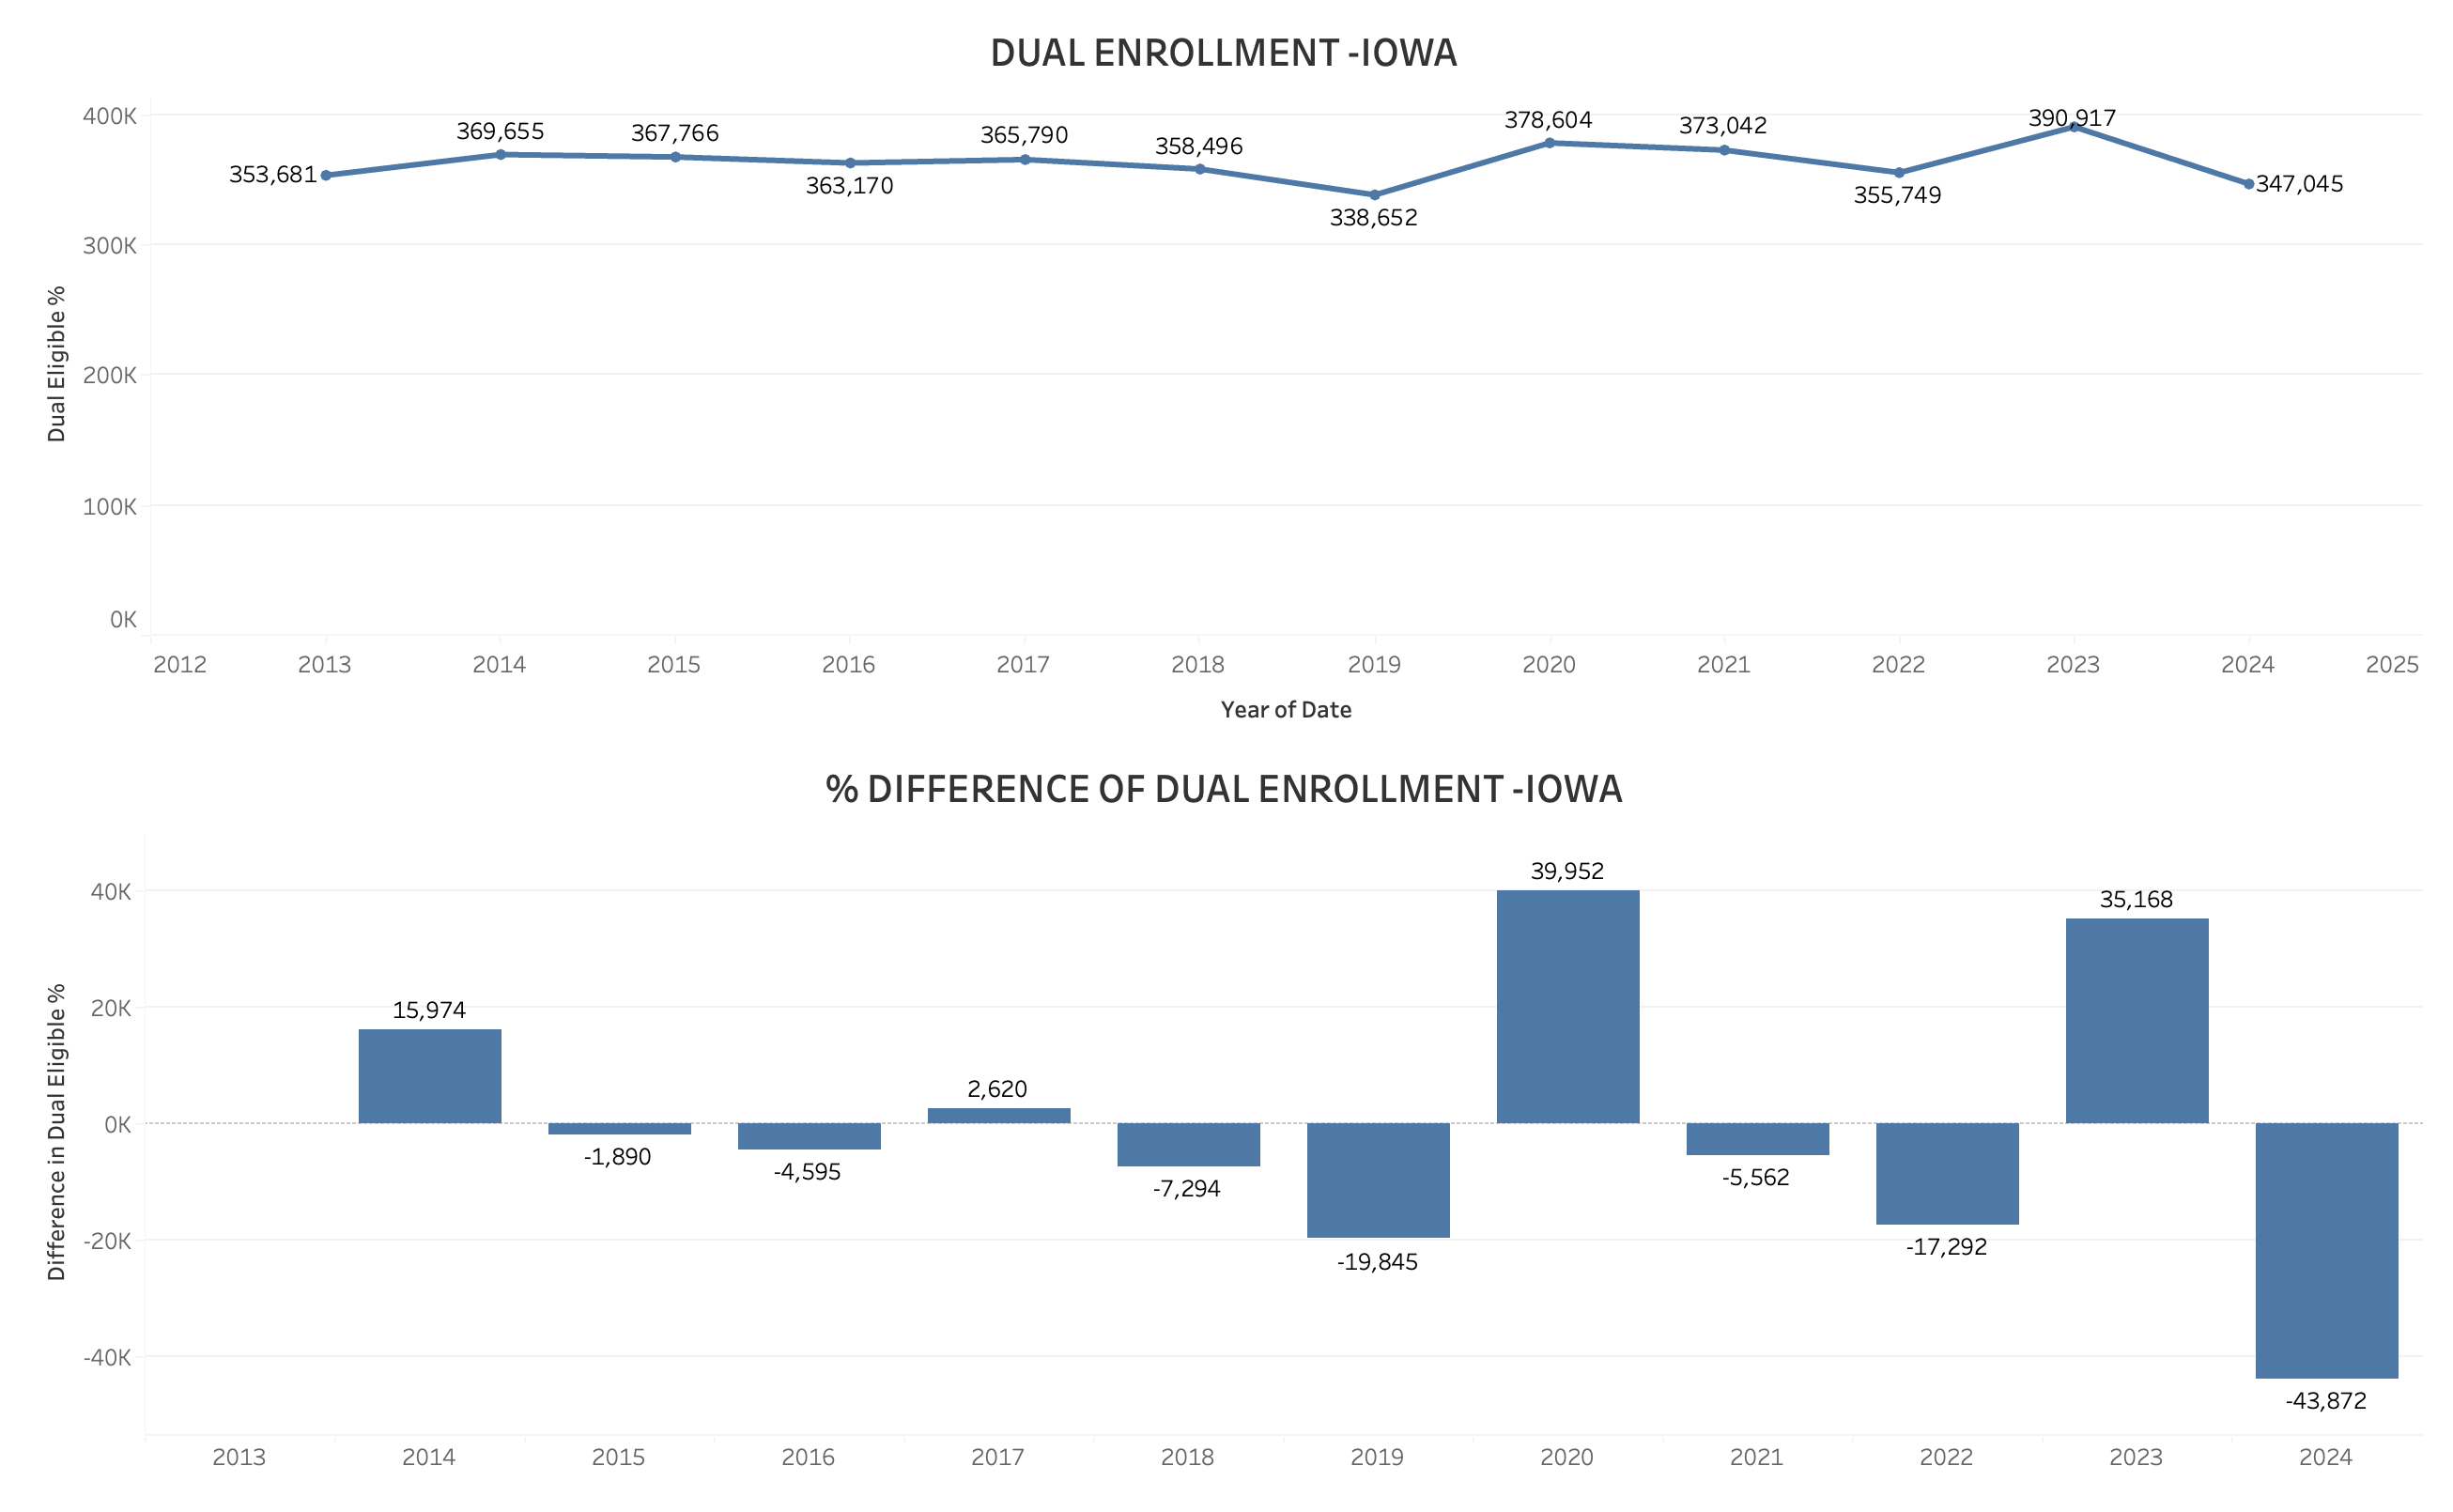 DUAL ENROLLMENT -IOWA
400K
300K
200K
100K
0K
Dual Eligible %
353,681
369,655
367,766
363,170
365,790
358,496
338,652
378,604
373,042
355,749
390,917
347,045
2012 2013 2014 2015 2016 2017 2018 2019 2020 2021 2022 2023 2024 2025
Year of Date
% DIFFERENCE OF DUAL ENROLLMENT -IOWA
40K
20K
0K
-20K
-40K
Difference in Dual Eligible %
15,974
-1,890
-4,595
2,620
-7,294
-19,845
39,952
-5,562
-17,292
35,168
-43,872
2013 2014 2015 2016 2017 2018 2019 2020 2021 2022 2023 2024